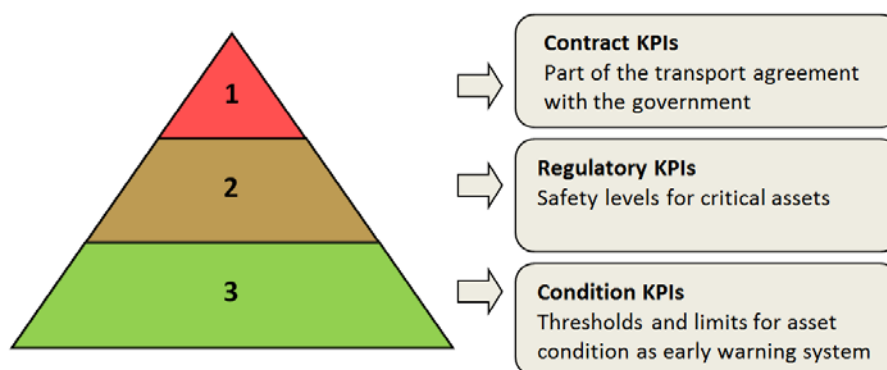 1
Contract KPIs
Part of the transport agreement
with the government
2
Regulatory KPIs
Safety levels for critical assets
3
Condition KPIs
Thresholds and limits for asset
condition as early warning system